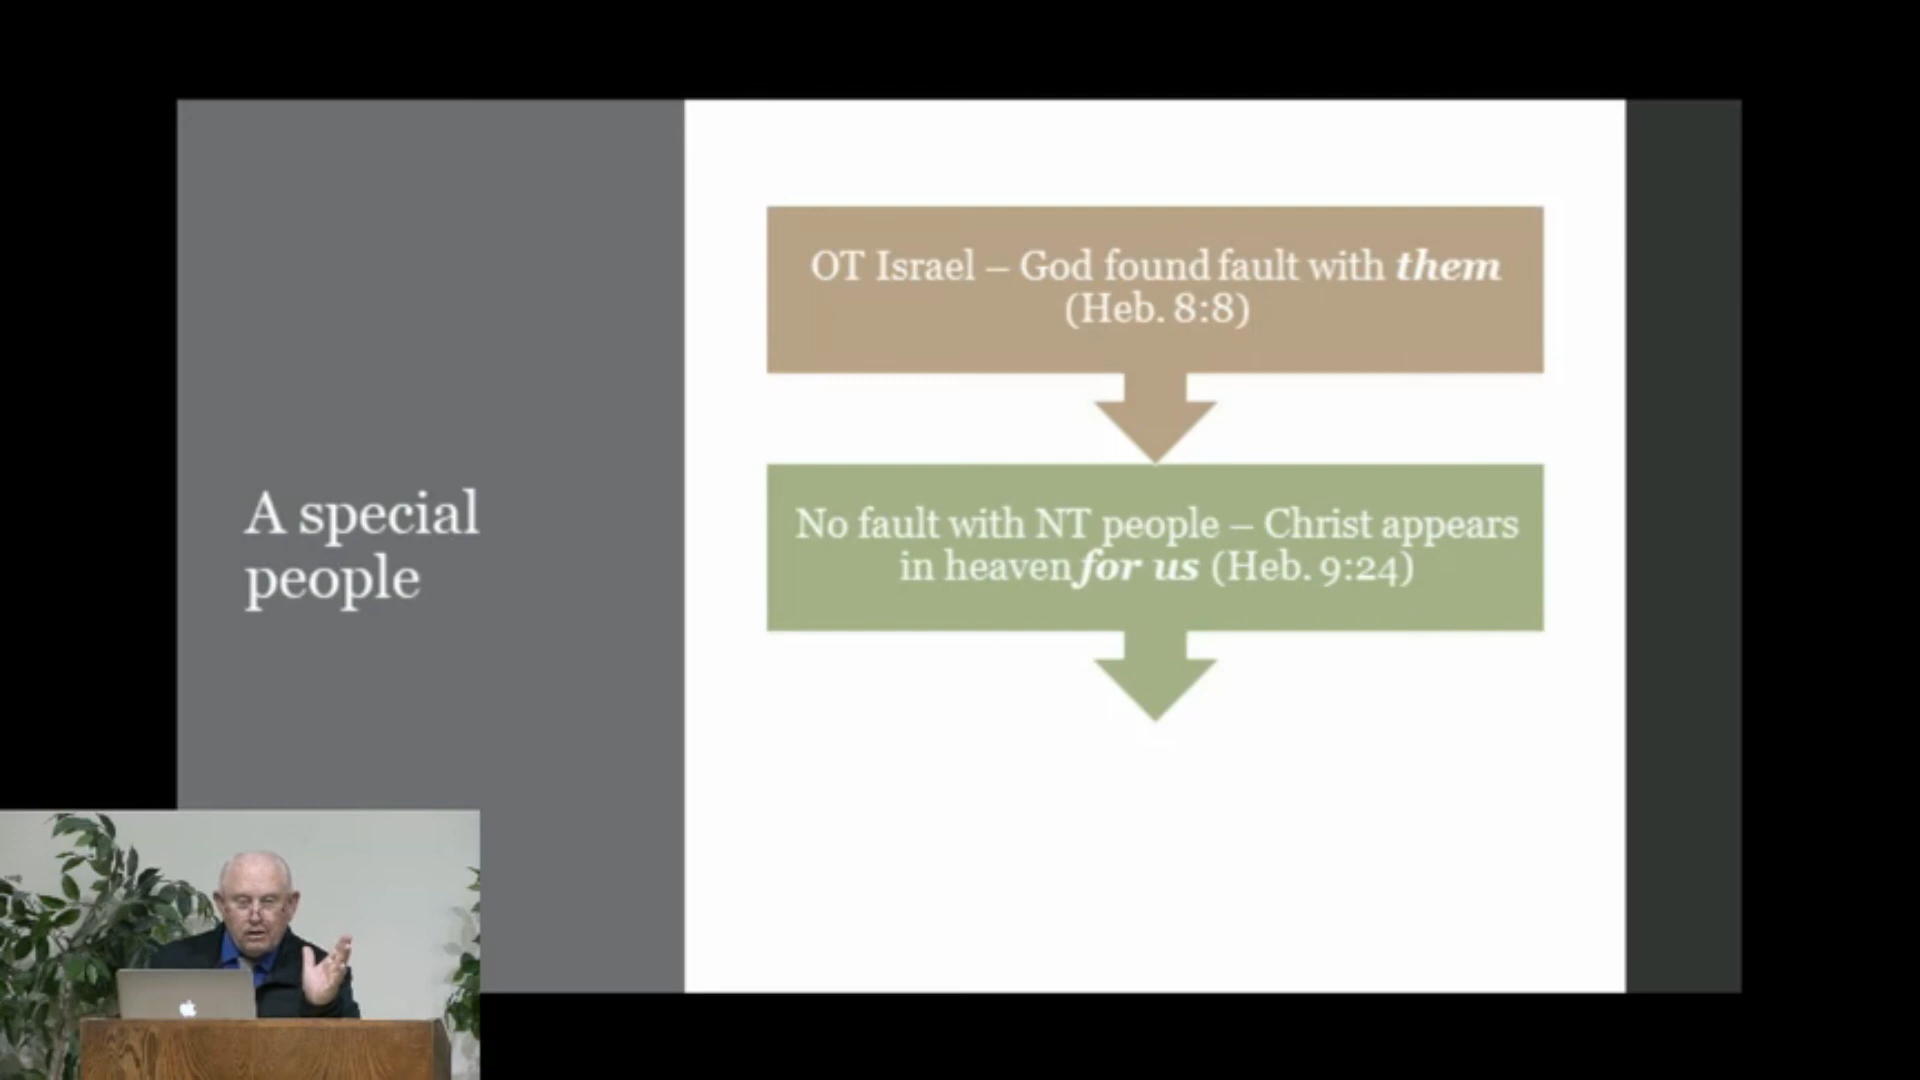 A special
people
OT Israel – God found fault with them
(Heb. 8:8)
No fault with NT people – Christ appears
in heaven for us (Heb. 9:24)